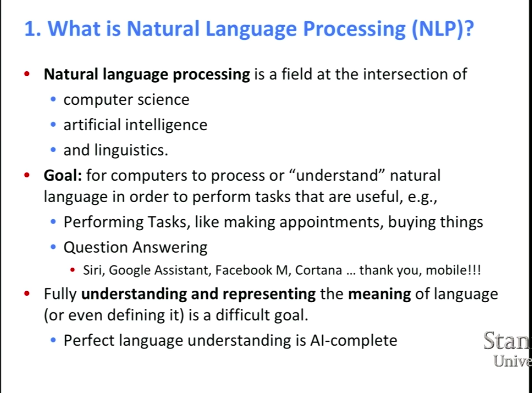 1. What is Natural Language Processing (NLP)?
• Natural language processing is a field at the intersection of
• computer science
• artificial intelligence
• and linguistics.
• Goal: for computers to process or “understand” natural
language in order to perform tasks that are useful, e.g.,
• Performing Tasks, like making appointments, buying things
• Question Answering
• Siri, Google Assistant, Facebook M, Cortana … thank you, mobile!!!
• Fully understanding and representing the meaning of language
(or even defining it) is a difficult goal.
• Perfect language understanding is AI-complete
Stan
Unive